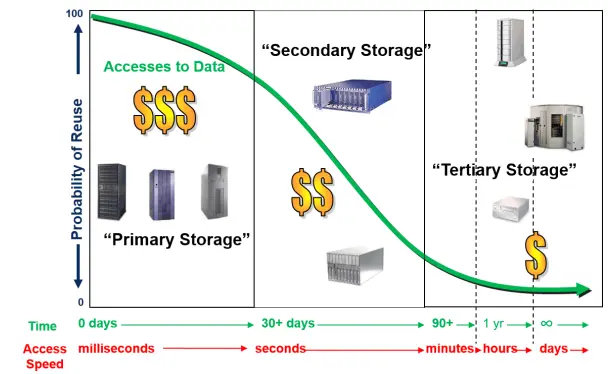 100
Probability of Reuse
0
Accesses to Data
$$$
"Primary Storage"
"Secondary Storage"
$$
"Tertiary Storage"
$
Time 0 days 30+ days 90+ 1 yr ∞
Access Speed milliseconds seconds minutes hours days